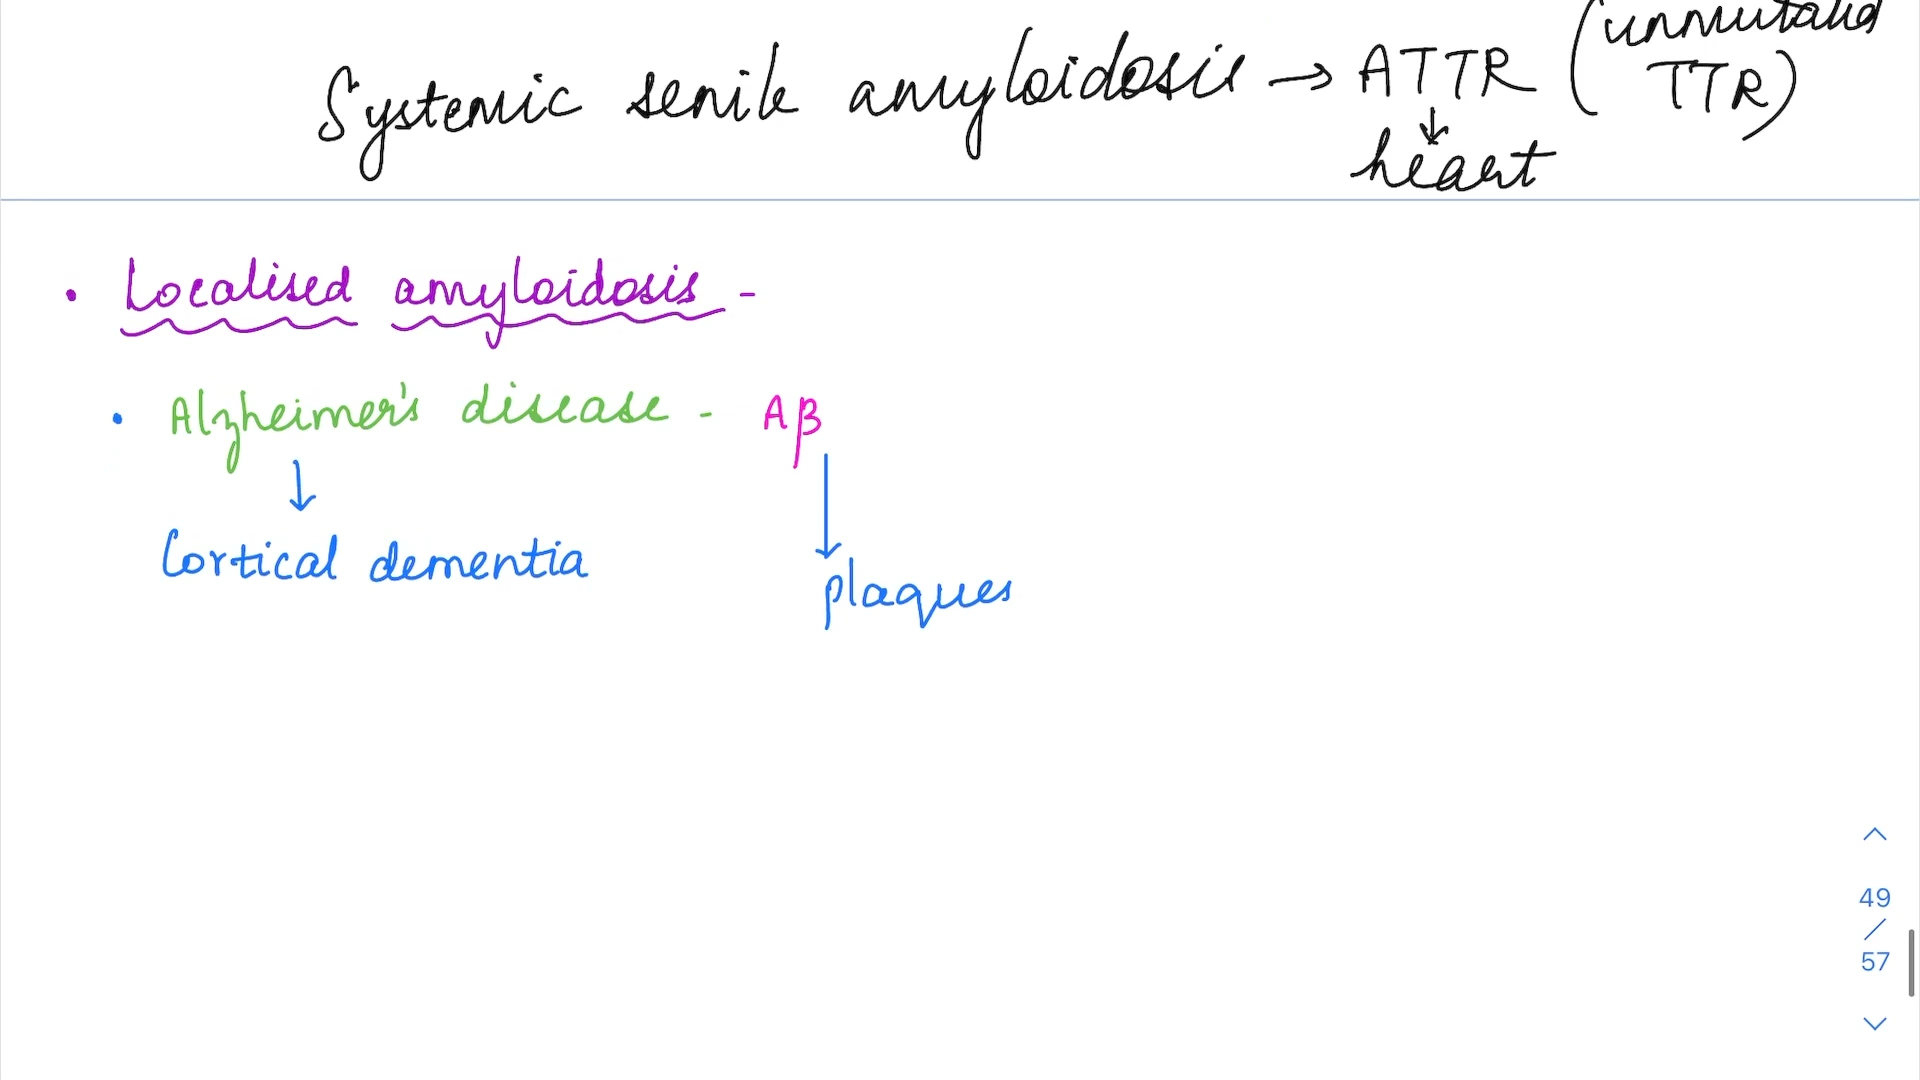 Systemic senile amyloidosis → ATTR (unmutated
TTR)
↓
heart
• Localised amyloidosis -
• Alzheimer's disease - Aβ
↓ ↓
Cortical dementia
plaques
49
/
57